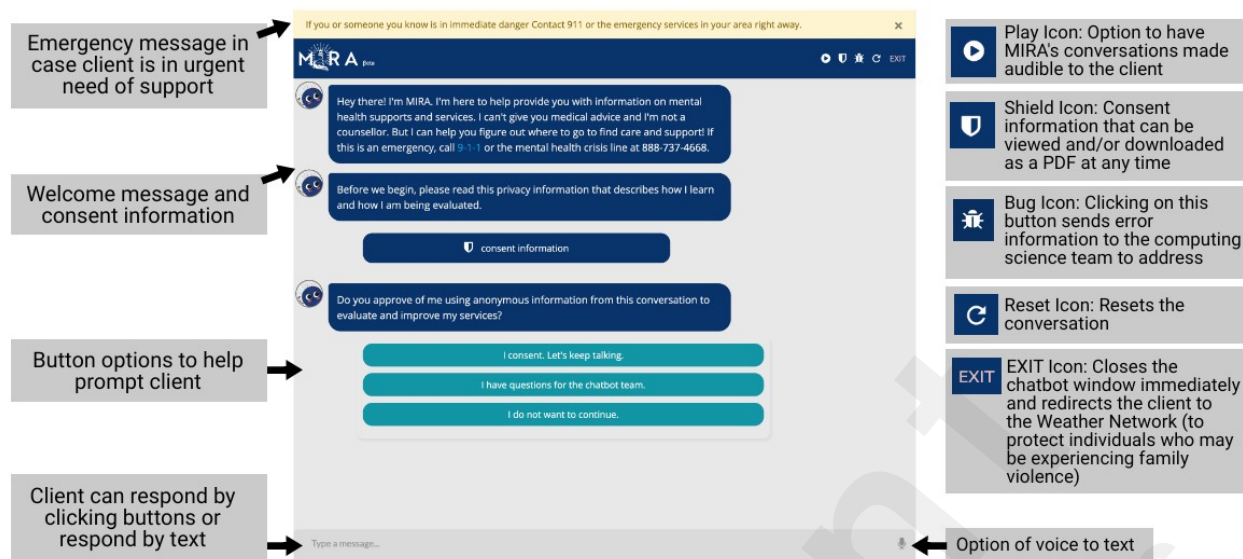 If you or someone you know is in immediate danger Contact 911 or the emergency services in your area right away.
Emergency message in
case client is in urgent
need of support
MIRA Beta
EXIT
Hey there! I'm MIRA. I'm here to help provide you with information on mental
health supports and services. I can't give you medical advice and I'm not a
counsellor. But I can help you figure out where to go to find care and support! If
this is an emergency, call 9-1-1 or the mental health crisis line at 888-737-4668.
Welcome message and
consent information
Before we begin, please read this privacy information that describes how I learn
and how I am being evaluated.
consent information
Do you approve of me using anonymous information from this conversation to
evaluate and improve my services?
Button options to help
prompt client
I consent. Let's keep talking.
I have questions for the chatbot team.
I do not want to continue.
Client can respond by
clicking buttons or
respond by text
Type a message...
Option of voice to text
Play Icon: Option to have
MIRA's conversations made
audible to the client
Shield Icon: Consent
information that can be
viewed and/or downloaded
as a PDF at any time
Bug Icon: Clicking on this
button sends error
information to the computing
science team to address
Reset Icon: Resets the
conversation
EXIT
EXIT Icon: Closes the
chatbot window immediately
and redirects the client to
the Weather Network (to
protect individuals who may
be experiencing family
violence)